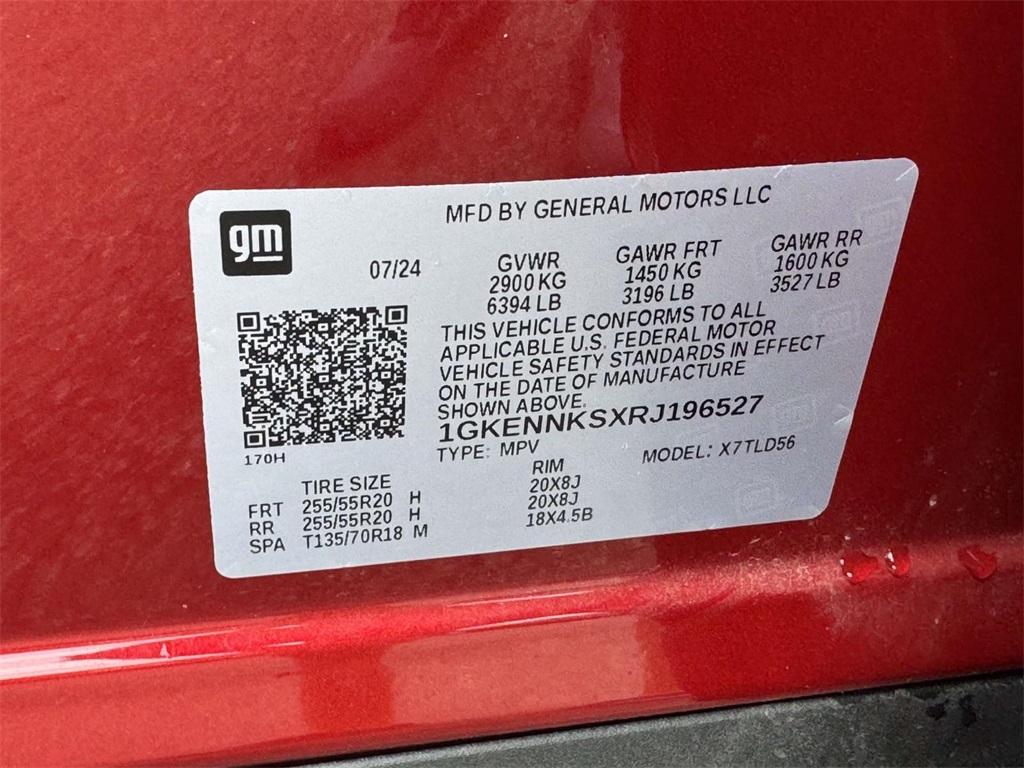 gm
MFD BY GENERAL MOTORS LLC
07/24
GVWR GAWR FRT GAWR RR
2900 KG 1450 KG 1600 KG
6394 LB 3196 LB 3527 LB
THIS VEHICLE CONFORMS TO ALL
APPLICABLE U.S. FEDERAL MOTOR
VEHICLE SAFETY STANDARDS IN EFFECT
ON THE DATE OF MANUFACTURE
SHOWN ABOVE.
1GKENNKSXRJ196527
170H
TYPE: MPV MODEL: X7TLD56
TIRE SIZE RIM
FRT 255/55R20 H 20X8J
RR 255/55R20 H 20X8J
SPA T135/70R18 M 18X4.5B